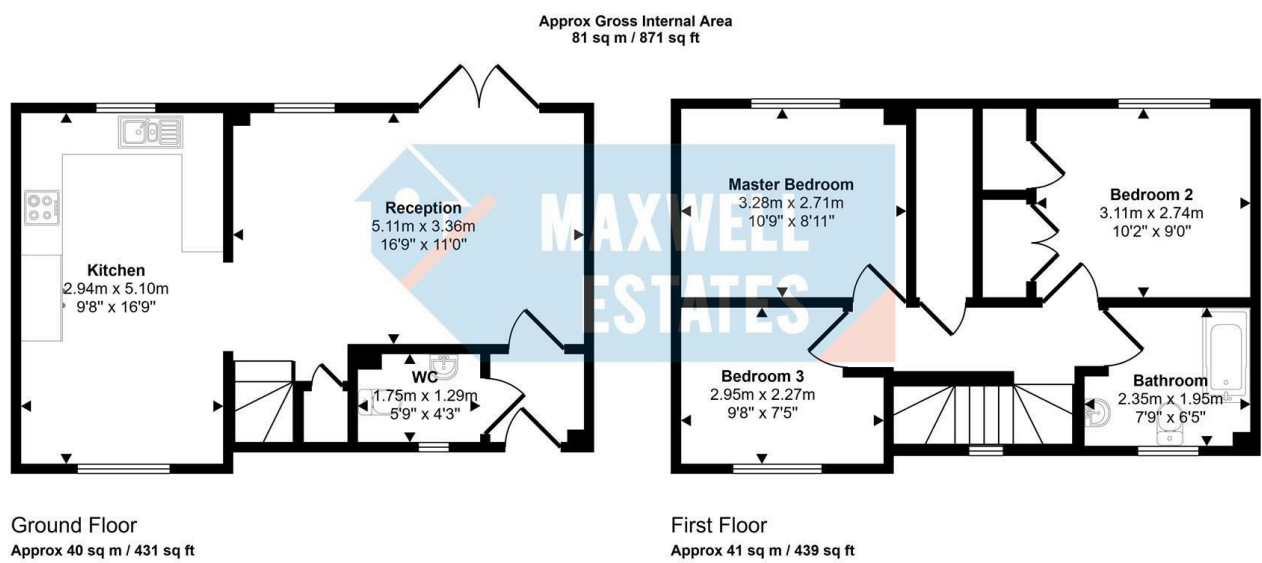 Approx Gross Internal Area
81 sq m / 871 sq ft
Kitchen
2.94m x 5.10m
9'8" x 16'9"
Reception
5.11m x 3.36m
16'9" x 11'0"
WC
1.75m x 1.29m
5'9" x 4'3"
MAXWELL
ESTATES
Master Bedroom
3.28m x 2.71m
10'9" x 8'11"
Bedroom 2
3.11m x 2.74m
10'2" x 9'0"
Bedroom 3
2.95m x 2.27m
9'8" x 7'5"
Bathroom
2.35m x 1.95m
7'9" x 6'5"
Ground Floor
Approx 40 sq m / 431 sq ft
First Floor
Approx 41 sq m / 439 sq ft